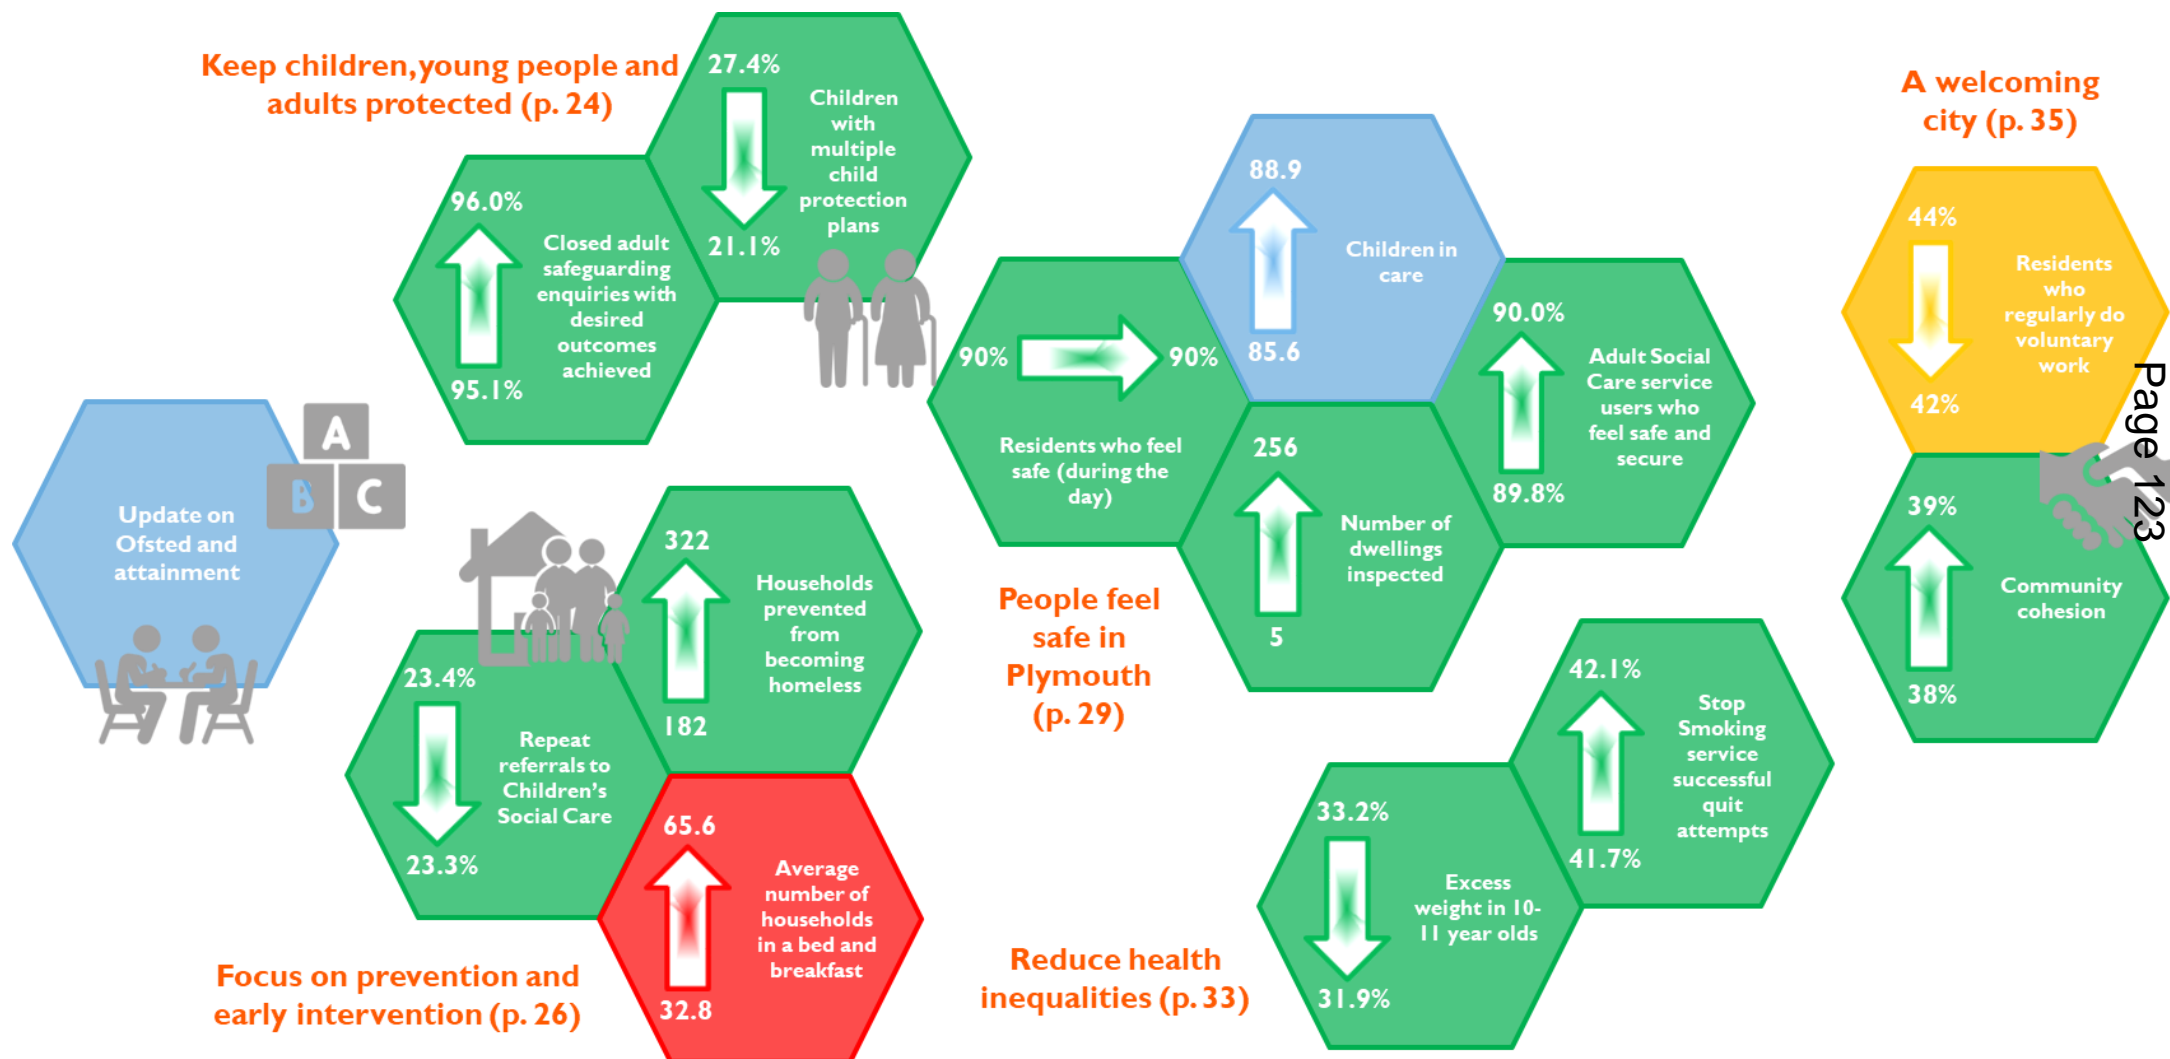 Keep children, young people and
adults protected (p. 24)
27.4%
Children
with
multiple
child
protection
plans
21.1%
96.0%
Closed adult
safeguarding
enquiries with
desired
outcomes
achieved
95.1%
A
B
C
Update on
Ofsted and
attainment
322
Households
prevented
from
becoming
homeless
182
23.4%
Repeat
referrals to
Children's
Social Care
23.3%
65.6
Average
number of
households
in a bed and
breakfast
32.8
Focus on prevention and
early intervention (p. 26)
88.9
Children in
care
85.6
90%
90%
Residents who feel
safe (during the
day)
90.0%
Adult Social
Care service
users who
feel safe and
secure
89.8%
256
Number of
dwellings
inspected
5
People feel
safe in
Plymouth
(p. 29)
42.1%
Stop
Smoking
service
successful
quit
attempts
41.7%
33.2%
Excess
weight in 10-
11 year olds
31.9%
Reduce health
inequalities (p. 33)
A welcoming
city (p. 35)
44%
Residents
who
regularly do
voluntary
work
42%
39%
Community
cohesion
38%
Page 123